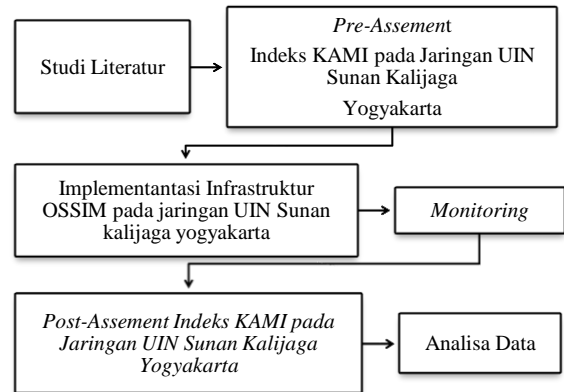 Studi Literatur
Pre-Assement
Indeks KAMI pada Jaringan UIN
Sunan Kalijaga
Yogyakarta
Implementantasi Infrastruktur
OSSIM pada jaringan UIN Sunan
kalijaga yogyakarta
Monitoring
Post-Assement Indeks KAMI pada
Jaringan UIN Sunan Kalijaga
Yogyakarta
Analisa Data